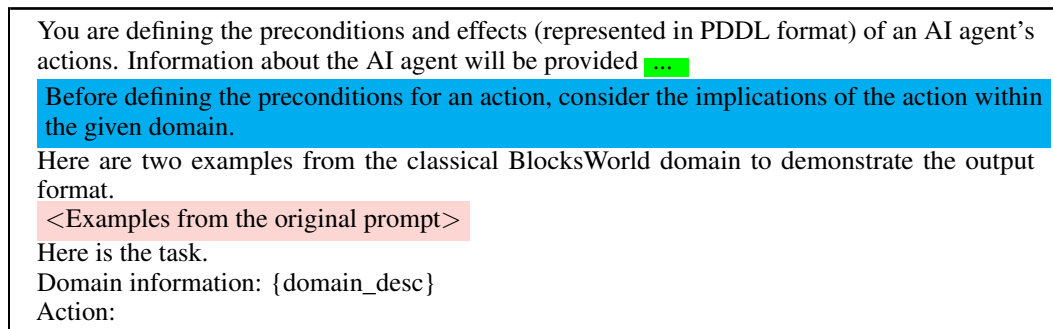 You are defining the preconditions and effects (represented in PDDL format) of an AI agent's
actions. Information about the AI agent will be provided ...
Before defining the preconditions for an action, consider the implications of the action within
the given domain.
Here are two examples from the classical BlocksWorld domain to demonstrate the output
format.
<Examples from the original prompt>
Here is the task.
Domain information: {domain_desc}
Action: